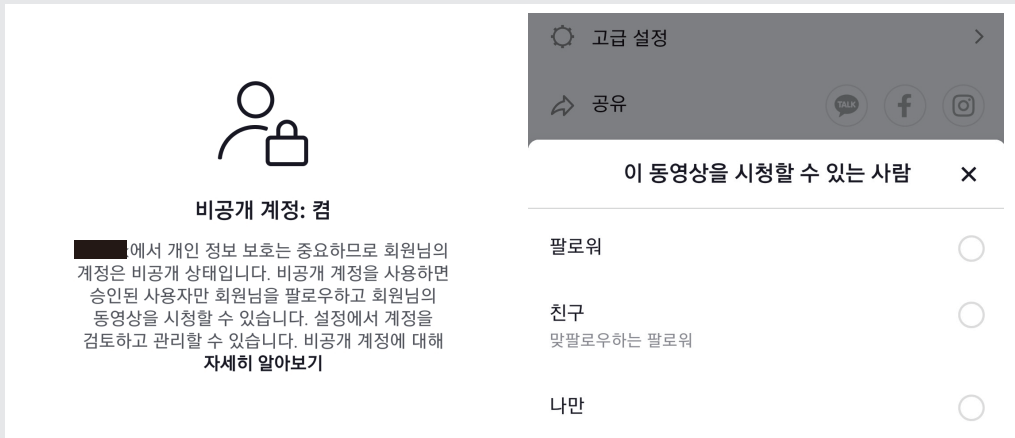 비공개 계정: 켬
에서 개인 정보 보호는 중요하므로 회원님의
계정은 비공개 상태입니다. 비공개 계정을 사용하면
승인된 사용자만 회원님을 팔로우하고 회원님의
동영상을 시청할 수 있습니다. 설정에서 계정을
검토하고 관리할 수 있습니다. 비공개 계정에 대해
자세히 알아보기
고급 설정
공유
TALK
이 동영상을 시청할 수 있는 사람
팔로워
친구
맞팔로우하는 팔로워
나만